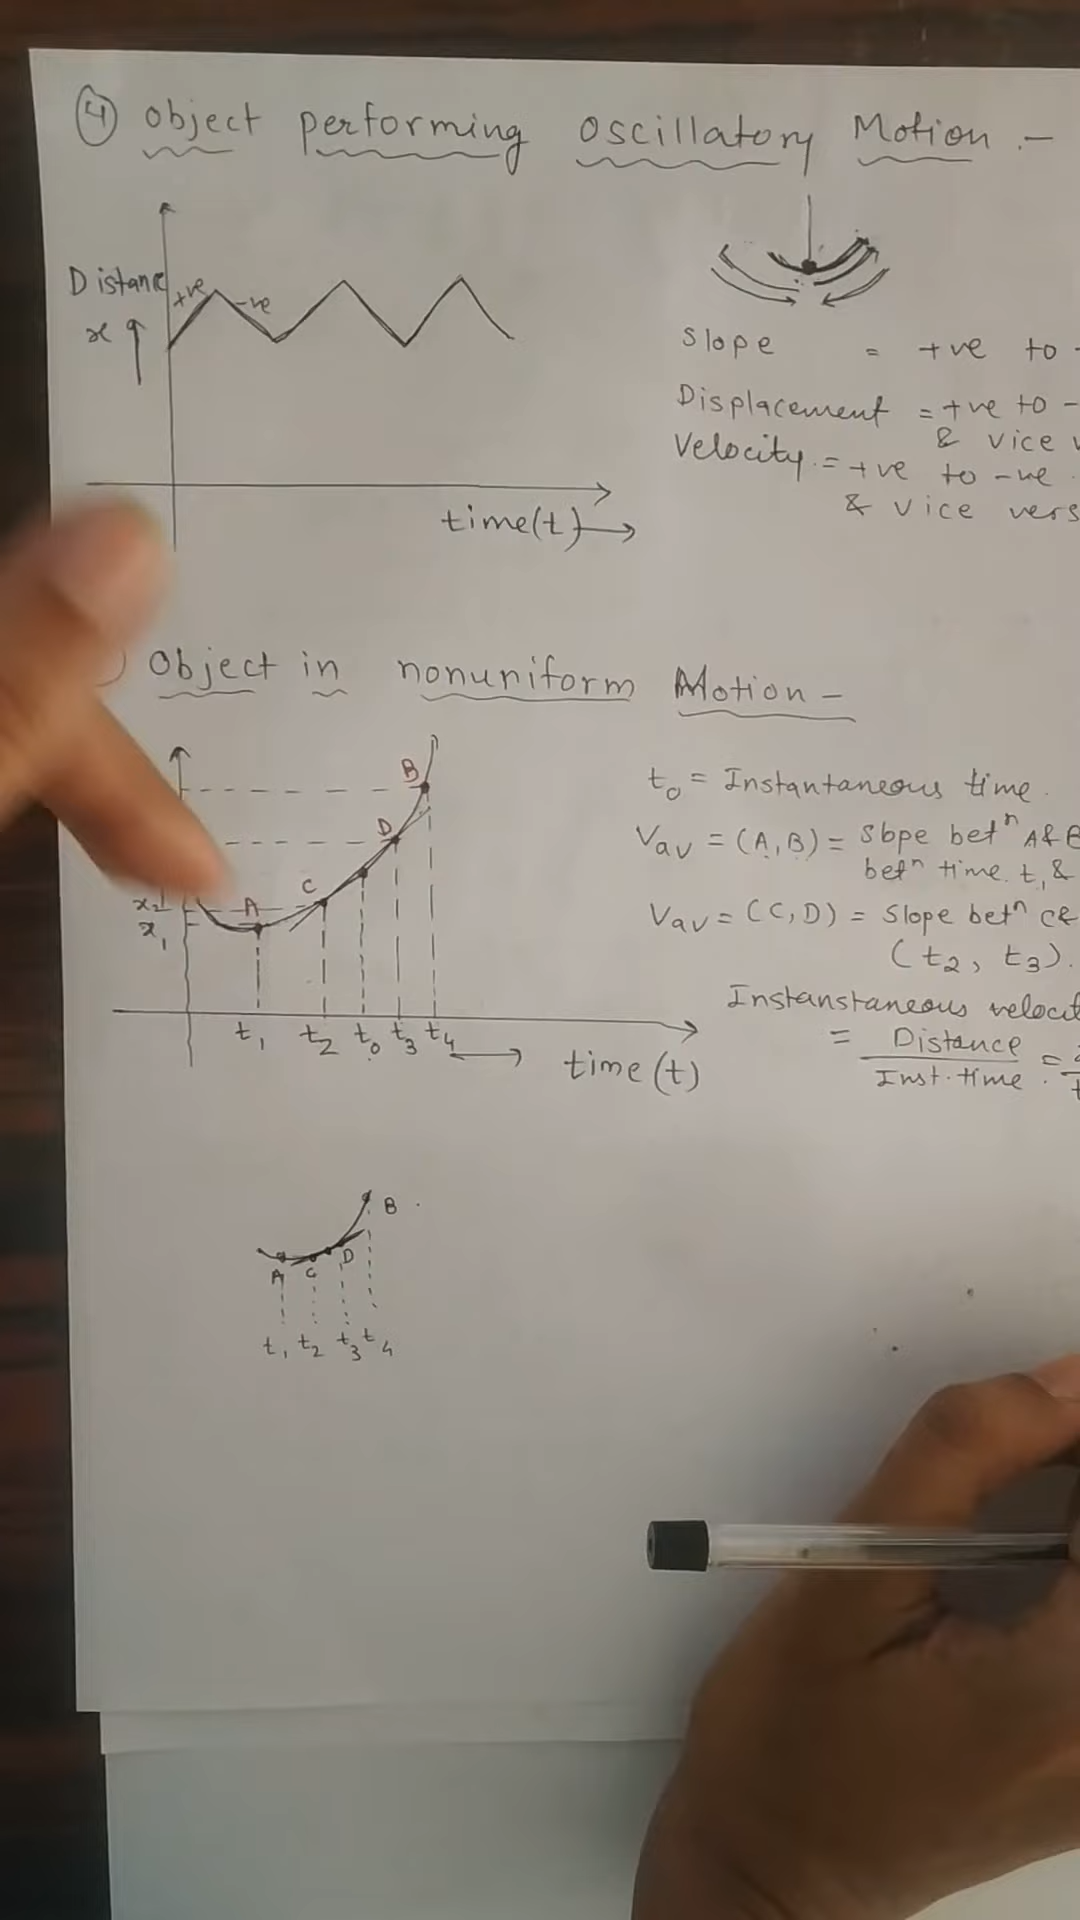 4 object performing oscillatory Motion -
Distance
x
+ve
-ve
time(t)
slope = +ve to
Displacement = +ve to -
& vice
Velocity = +ve to -ve
& vice vers
Object in nonuniform Motion -
B
D
C
A
x2
x1
t1 t2 t0 t3 t4
time (t)
t0 = Instantaneous time.
Vav = (A, B) = slope betn A & B
betn time t1 &
Vav = (C, D) = slope betn C &
(t2, t3).
Instanstaneous velocit
= Distance =
Inst. time
B
A C D
t1 t2 t3 t4